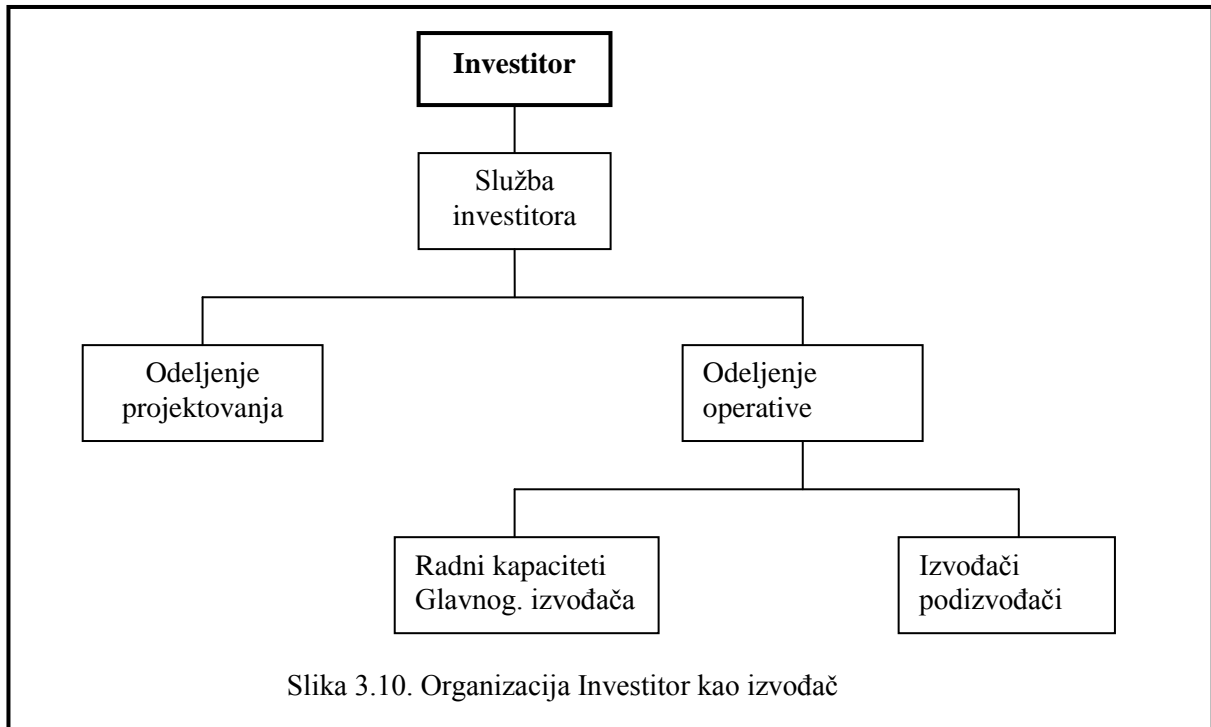 Investitor
Služba
investitora
Odeljenje
projektovanja
Odeljenje
operative
Radni kapaciteti
Glavnog. izvođača
Izvođači
podizvođači
Slika 3.10. Organizacija Investitor kao izvođač